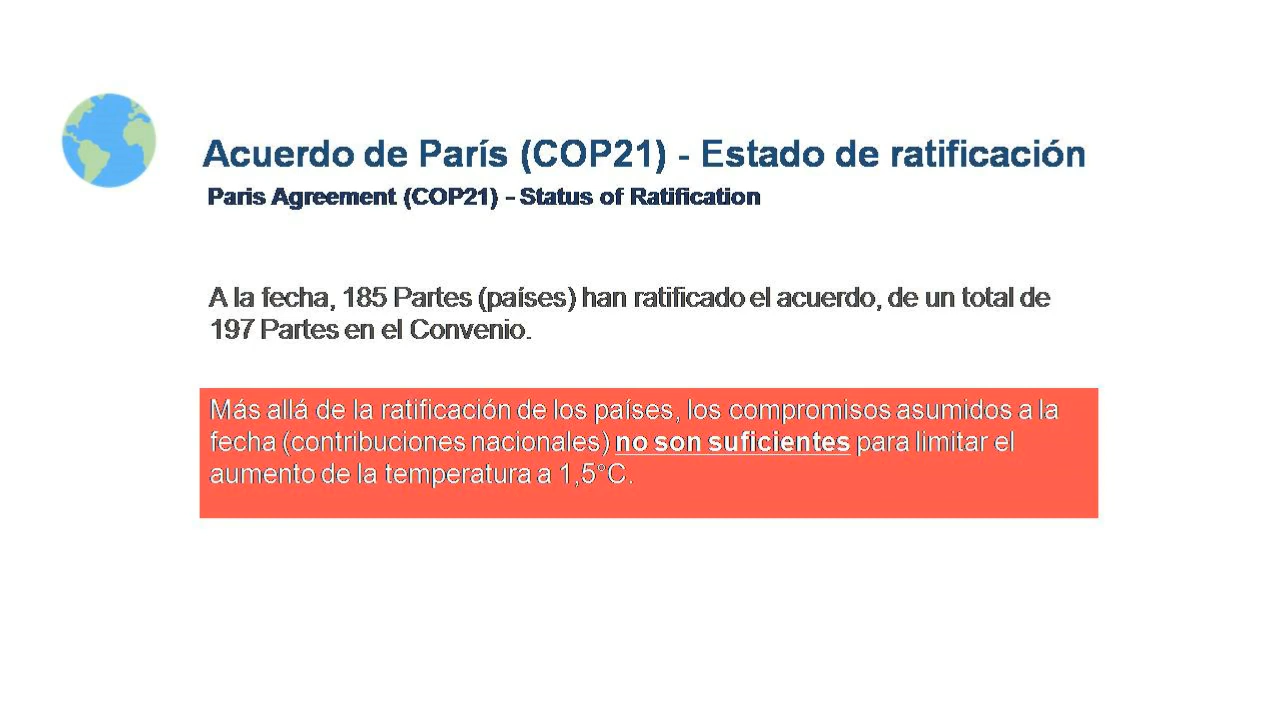 Acuerdo de París (COP21) - Estado de ratificación
Paris Agreement (COP21) - Status of Ratification
A la fecha, 185 Partes (países) han ratificado el acuerdo, de un total de
197 Partes en el Convenio.
Más allá de la ratificación de los países, los compromisos asumidos a la
fecha (contribuciones nacionales) no son suficientes para limitar el
aumento de la temperatura a 1,5°C.